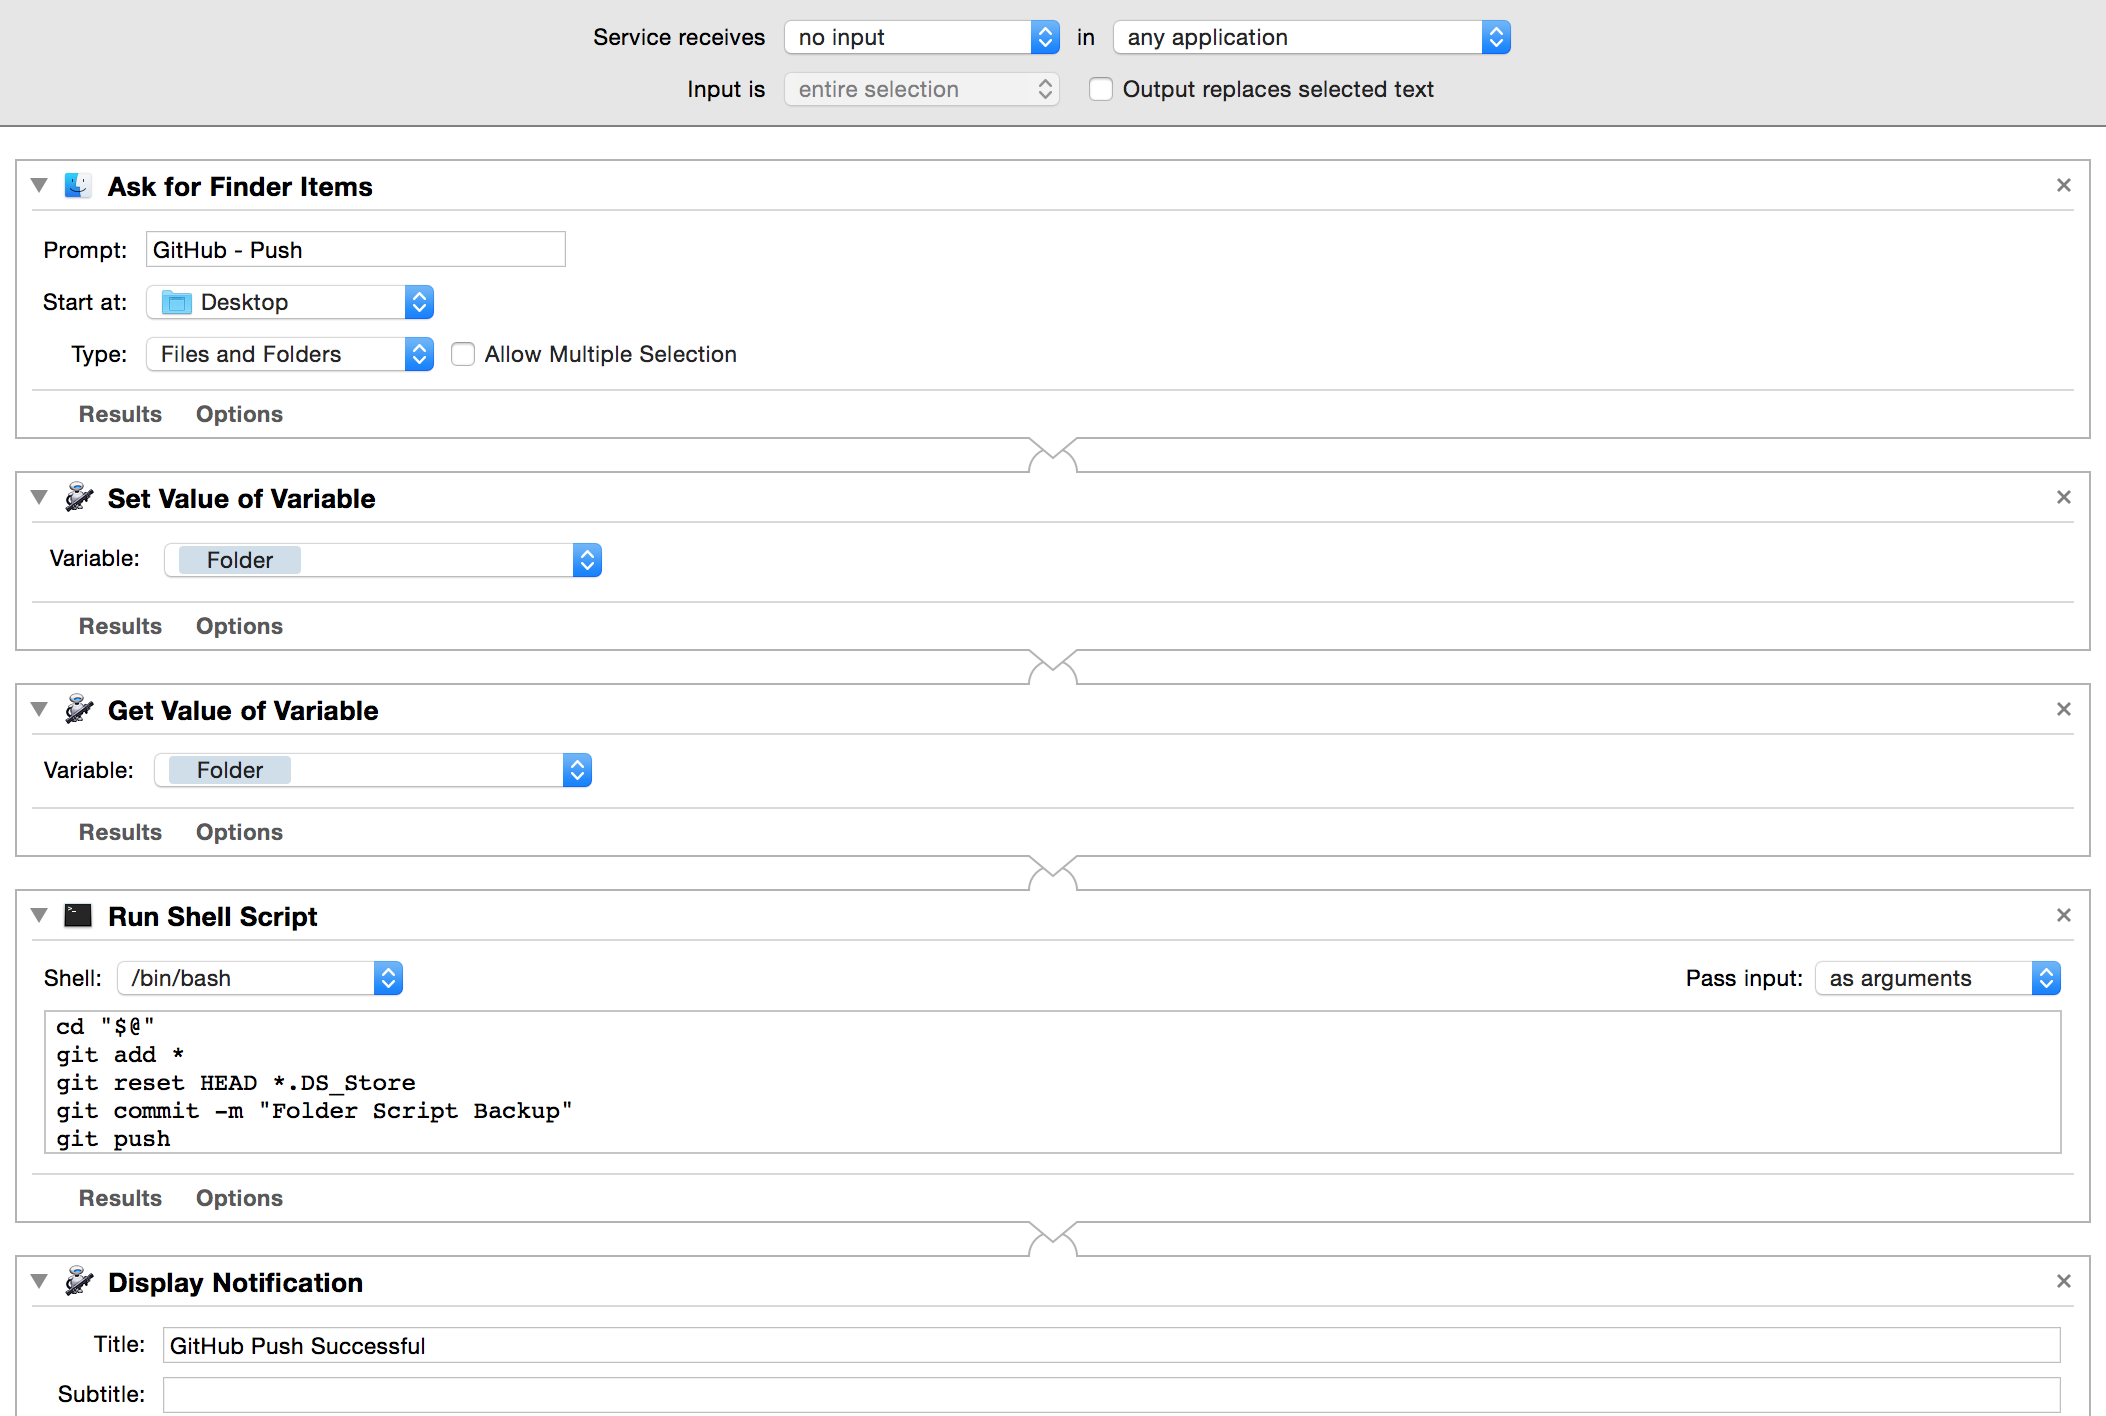 Service receives no input in any application
Input is entire selection Output replaces selected text
Ask for Finder Items
Prompt: GitHub - Push
Start at: Desktop
Type: Files and Folders Allow Multiple Selection
Results Options
Set Value of Variable
Variable: Folder
Results Options
Get Value of Variable
Variable: Folder
Results Options
Run Shell Script
Shell: /bin/bash Pass input: as arguments
cd "$@"
git add *
git reset HEAD *.DS_Store
git commit -m "Folder Script Backup"
git push
Results Options
Display Notification
Title: GitHub Push Successful
Subtitle: